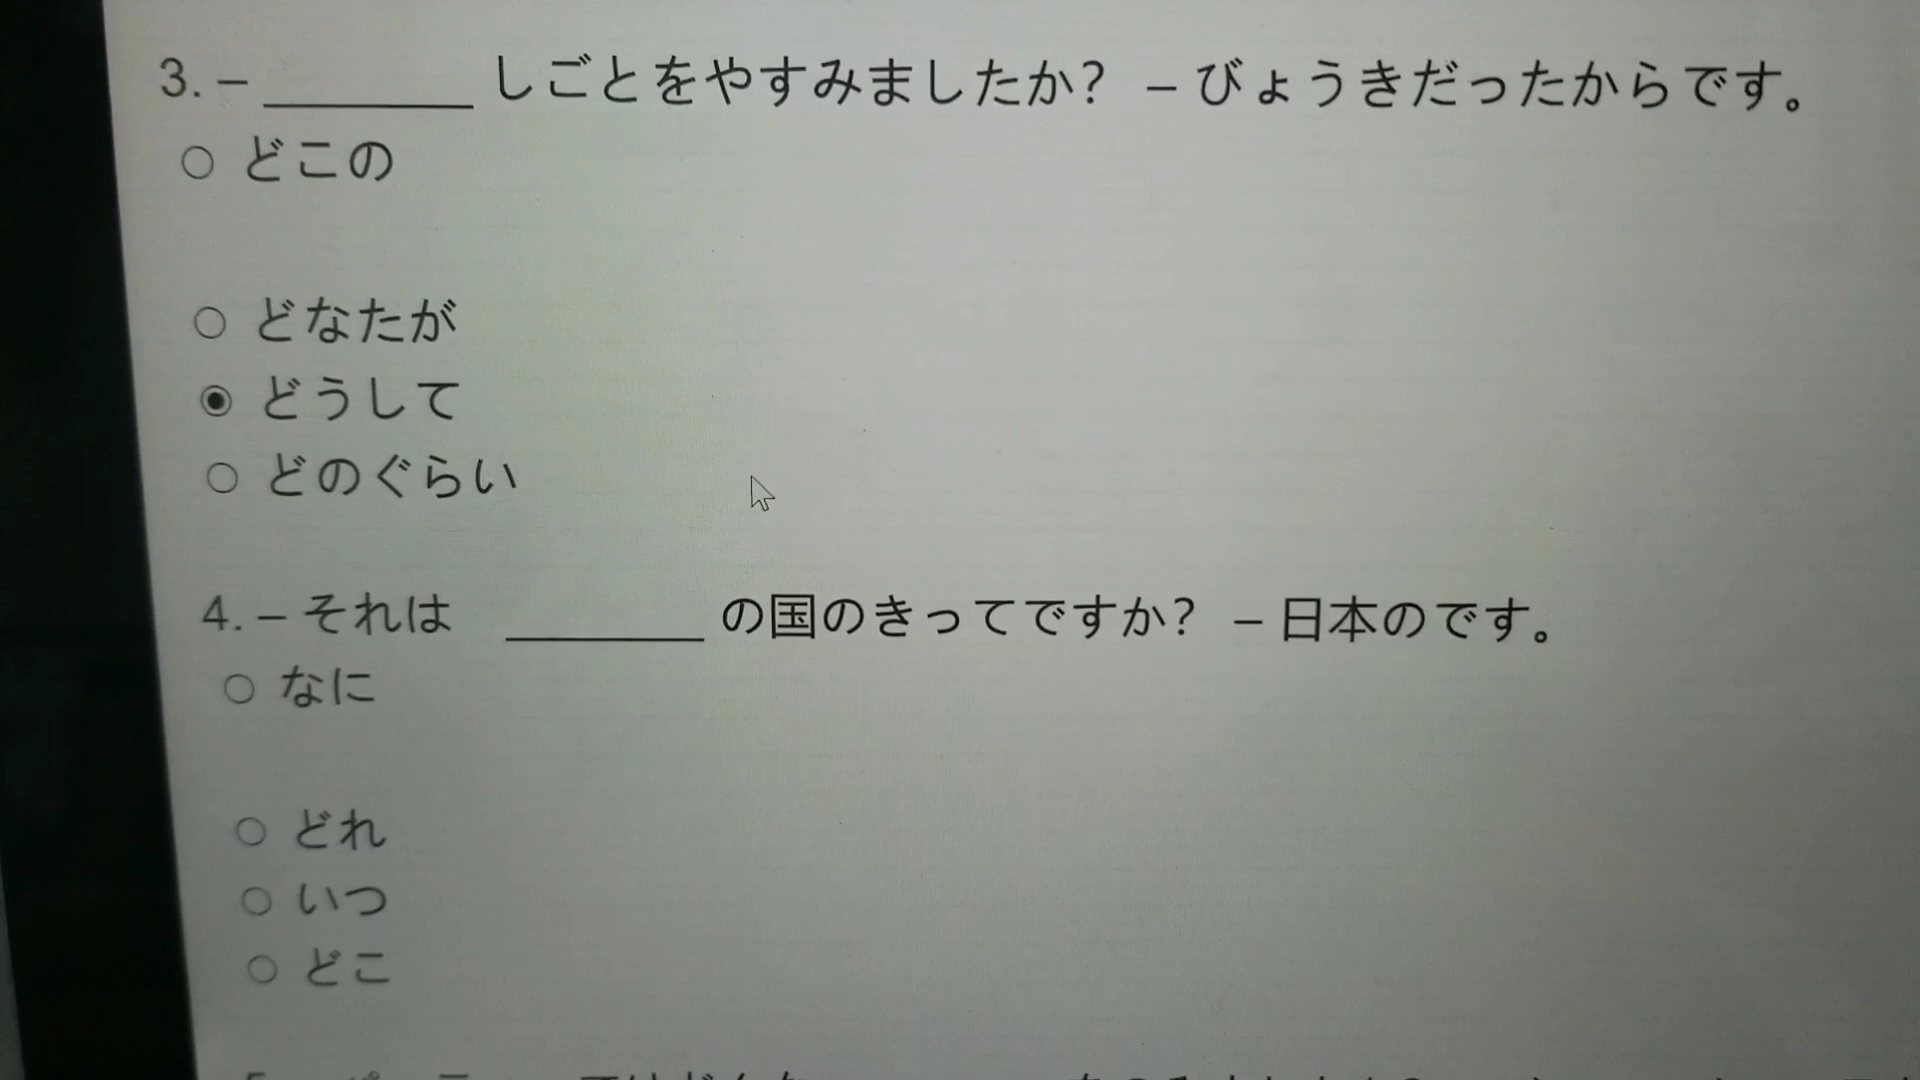 3. – ________ しごとをやすみましたか? – びょうきだったからです。
どこの
どなたが
どうして
どのぐらい
4. – それは ________ の国のきってですか? – 日本のです。
なに
どれ
いつ
どこ